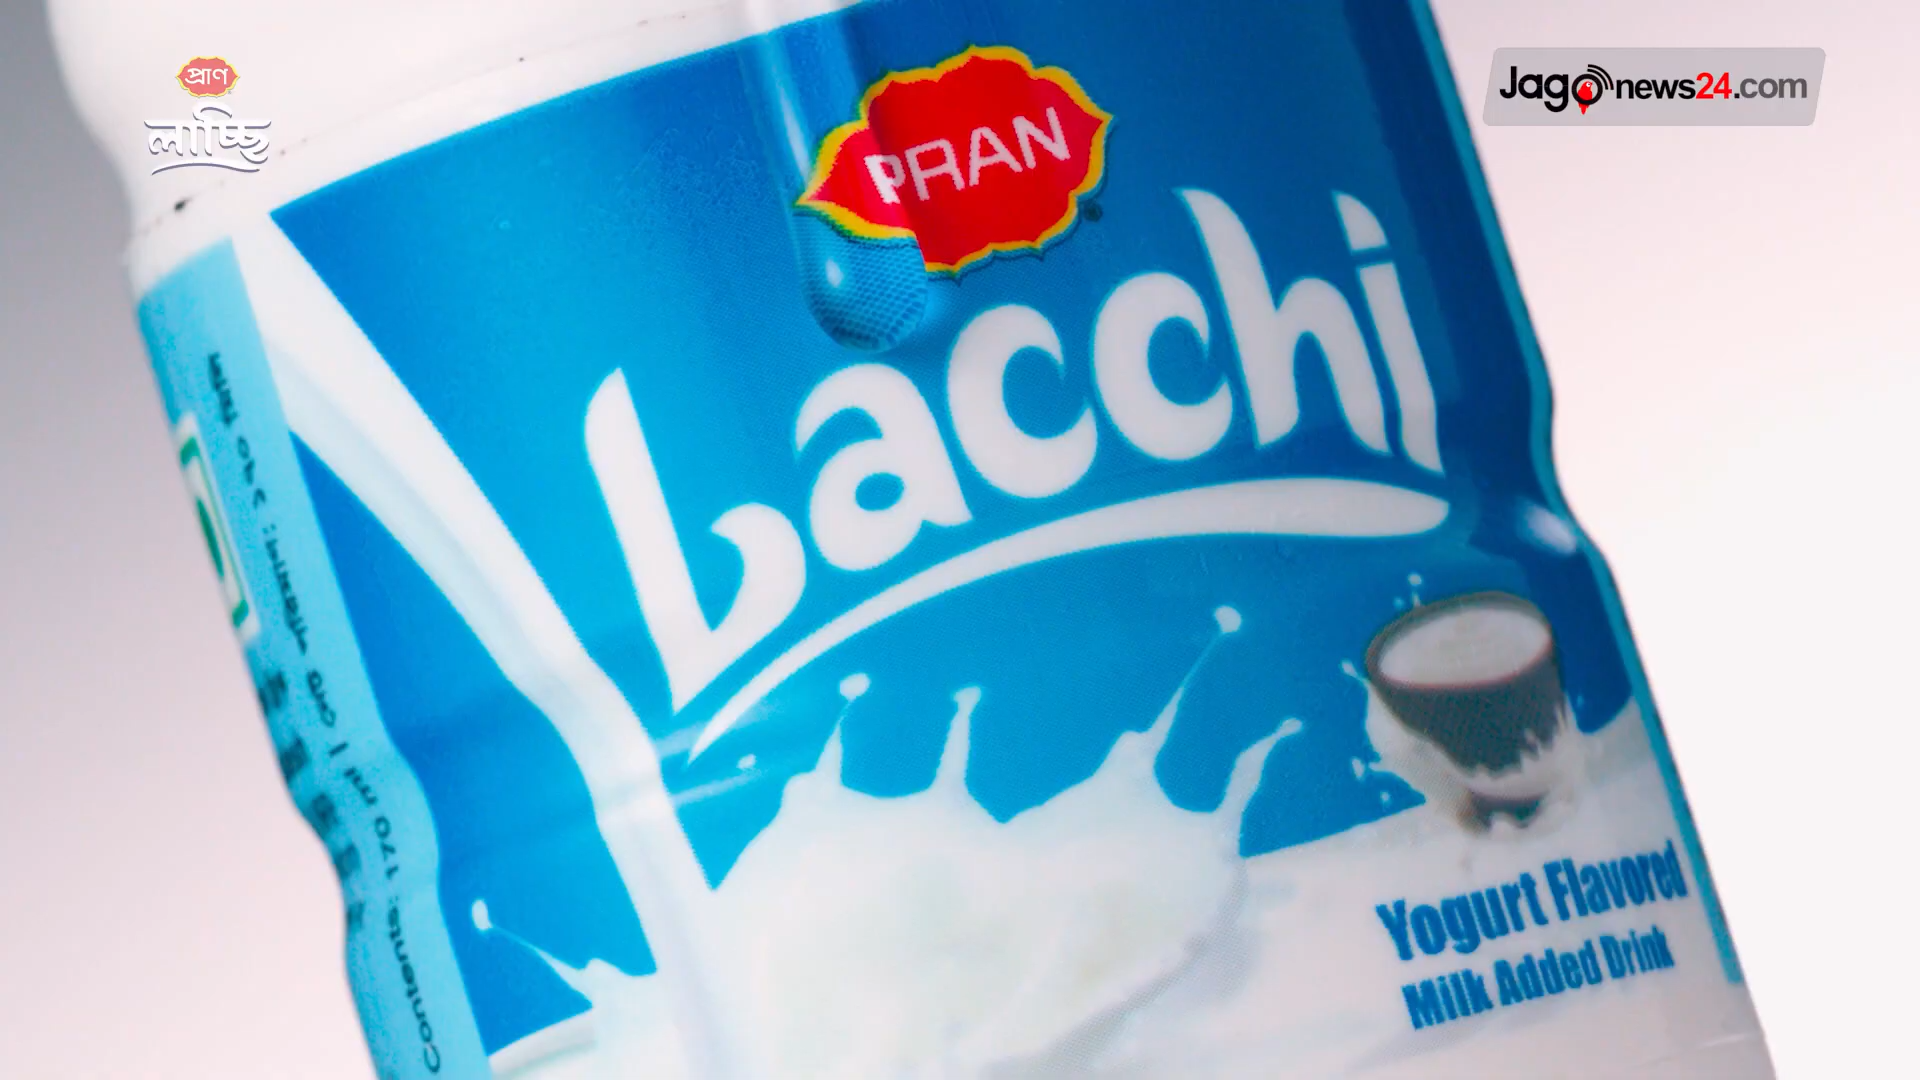 প্রাণ
লাচ্ছি
Jagonews24.com
PRAN
Lacchi
Yogurt Flavored
Milk Added Drink
Contents: 170 ml